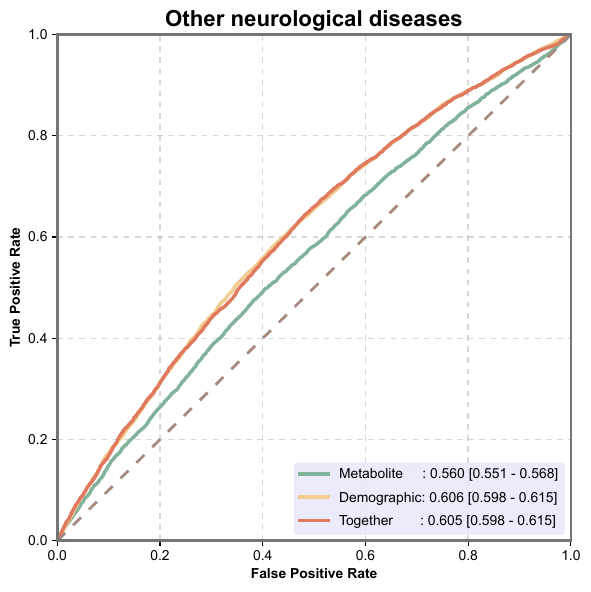 Other neurological diseases
True Positive Rate
1.0
0.8
0.6
0.4
0.2
0.0
Metabolite : 0.560 [0.551 - 0.568]
Demographic: 0.606 [0.598 - 0.615]
Together : 0.605 [0.598 - 0.615]
0.0 0.2 0.4 0.6 0.8 1.0
False Positive Rate